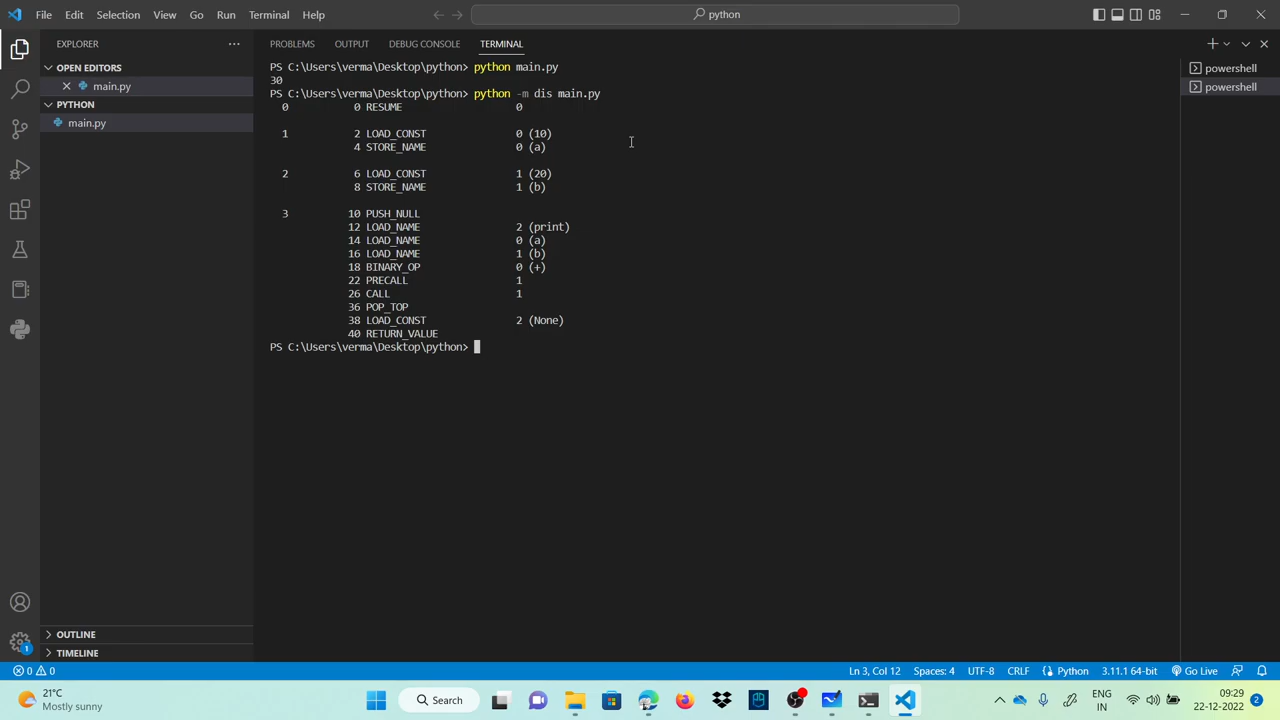 File Edit Selection View Go Run Terminal Help
python
EXPLORER
OPEN EDITORS
main.py
PYTHON
main.py
OUTLINE
TIMELINE
PROBLEMS OUTPUT DEBUG CONSOLE TERMINAL
PS C:\Users\verma\Desktop\python> python main.py
30
PS C:\Users\verma\Desktop\python> python -m dis main.py
0 0 RESUME 0
1 2 LOAD_CONST 0 (10)
4 STORE_NAME 0 (a)
2 6 LOAD_CONST 1 (20)
8 STORE_NAME 1 (b)
3 10 PUSH_NULL
12 LOAD_NAME 2 (print)
14 LOAD_NAME 0 (a)
16 LOAD_NAME 1 (b)
18 BINARY_OP 0 (+)
22 PRECALL 1
26 CALL 1
36 POP_TOP
38 LOAD_CONST 2 (None)
40 RETURN_VALUE
PS C:\Users\verma\Desktop\python>
powershell
powershell
1
0 0 Ln 3, Col 12 Spaces: 4 UTF-8 CRLF Python 3.11.1 64-bit Go Live
21°C
Mostly sunny
Search
ENG
IN
09:29
22-12-2022
2